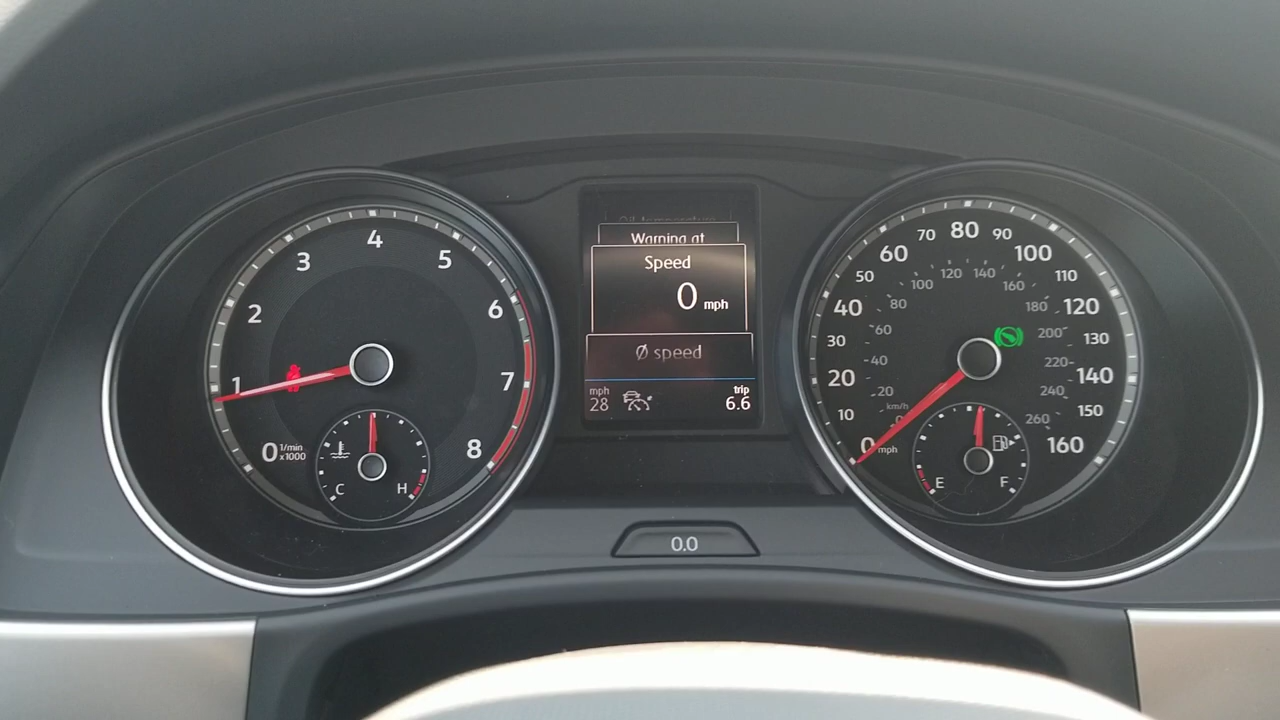 0
1
2
3
4
5
6
7
8
1/min
x1000
C
H
Oil temperature
Warning at
Speed
0 mph
Ø speed
mph
28
trip
6.6
0.0
0 mph
10
20
30
40
50
60
70
80
90
100
110
120
130
140
150
160
km/h
20
40
60
80
100
120
140
160
180
200
220
240
260
E
F